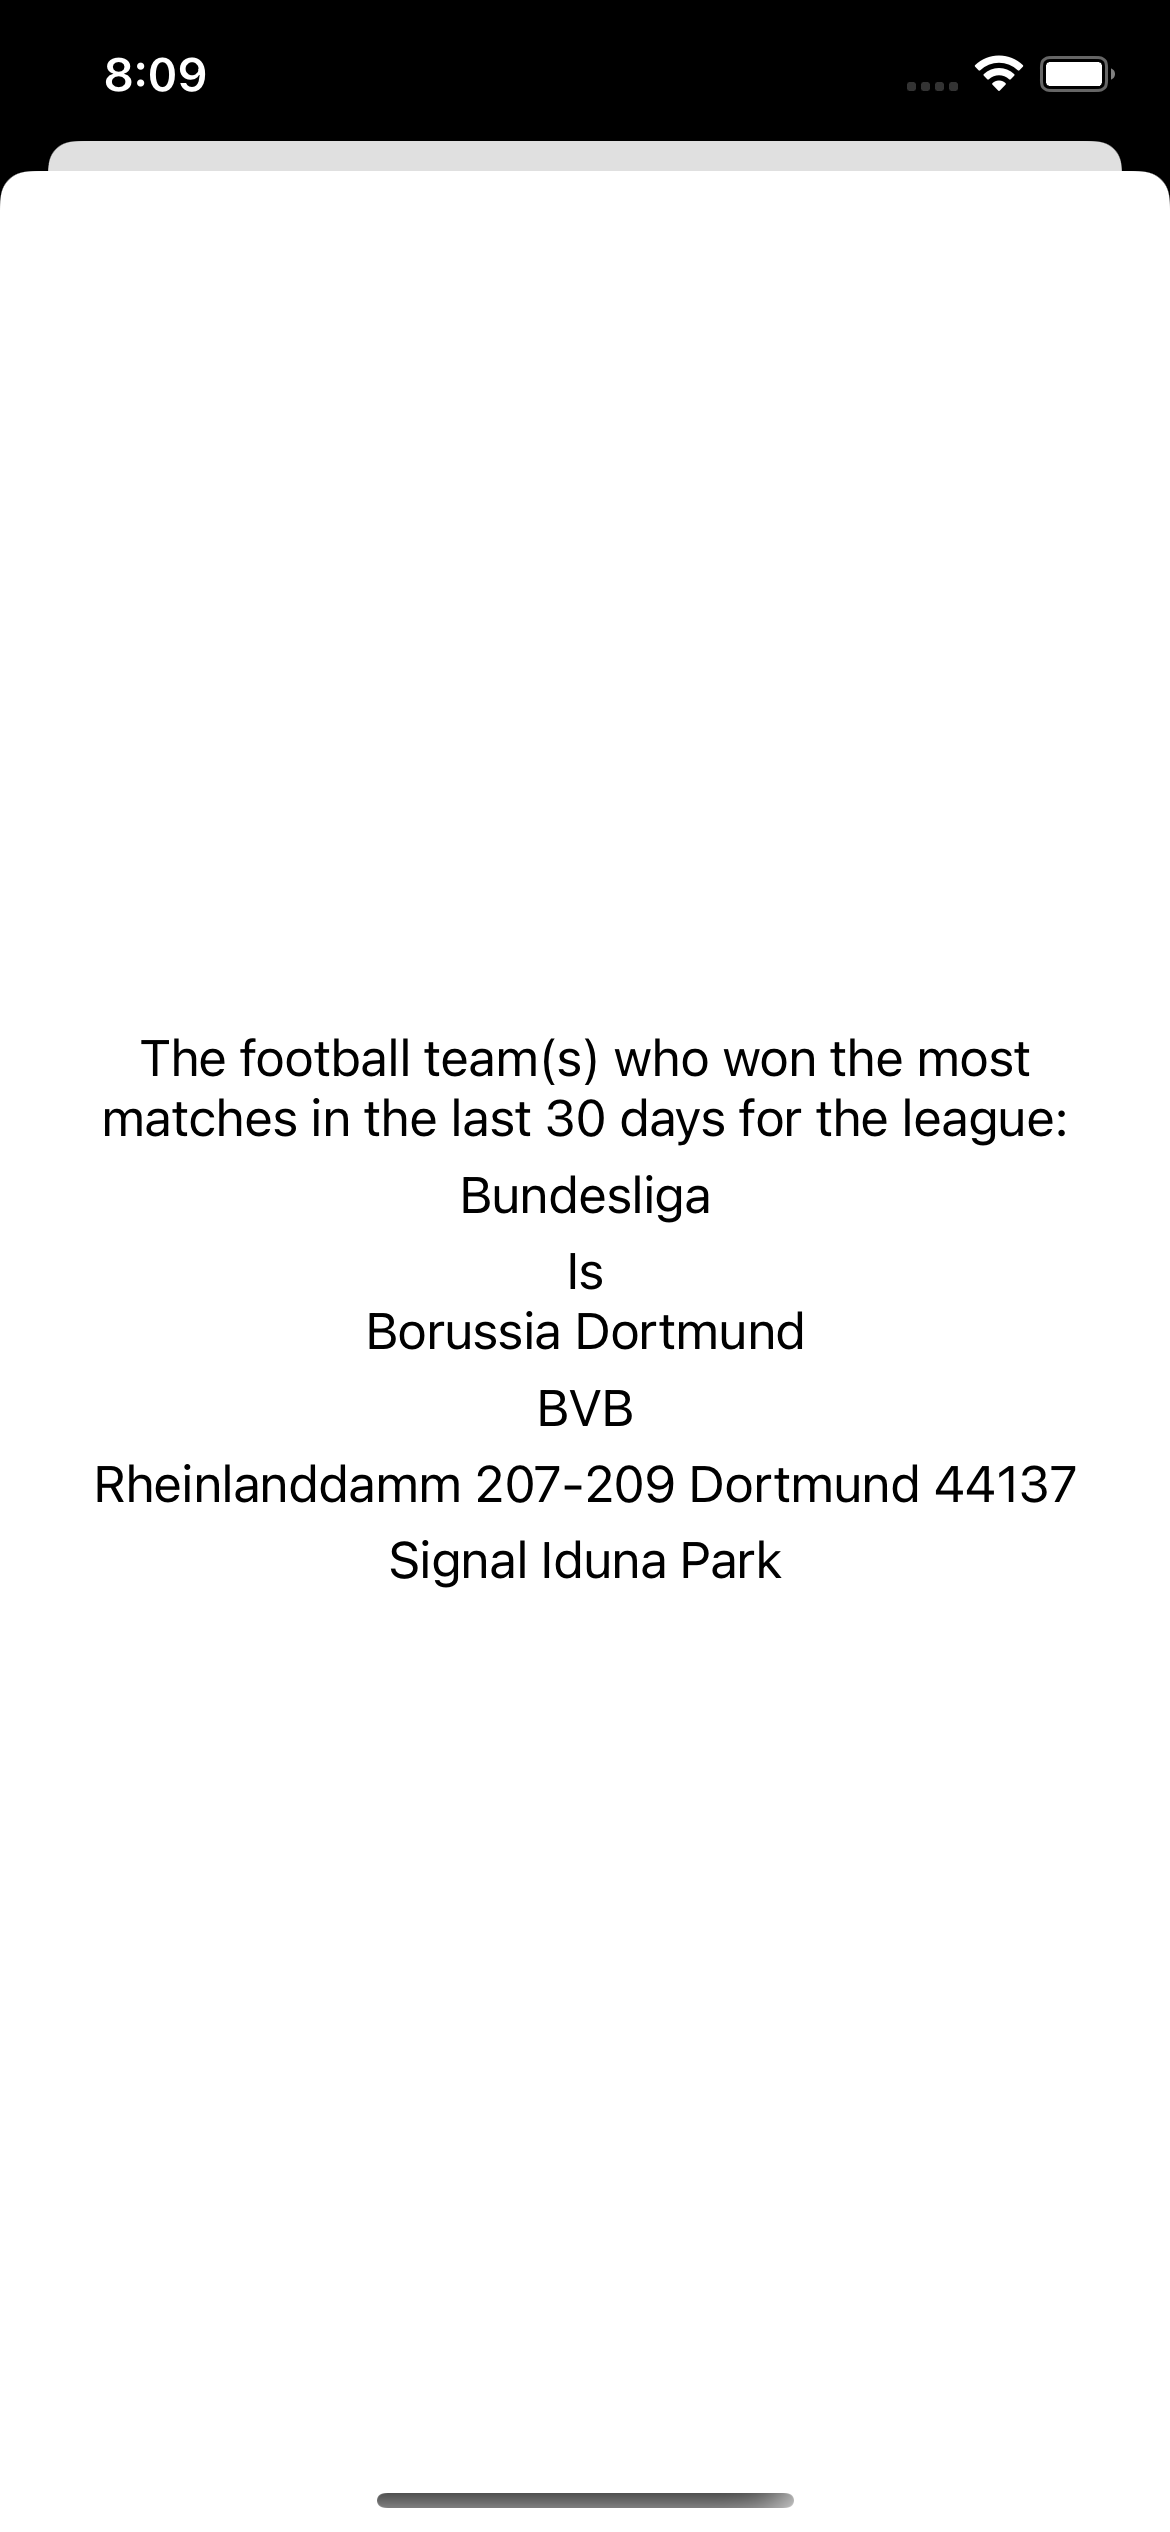 8:09
The football team(s) who won the most
matches in the last 30 days for the league:
Bundesliga
Is
Borussia Dortmund
BVB
Rheinlanddamm 207-209 Dortmund 44137
Signal Iduna Park